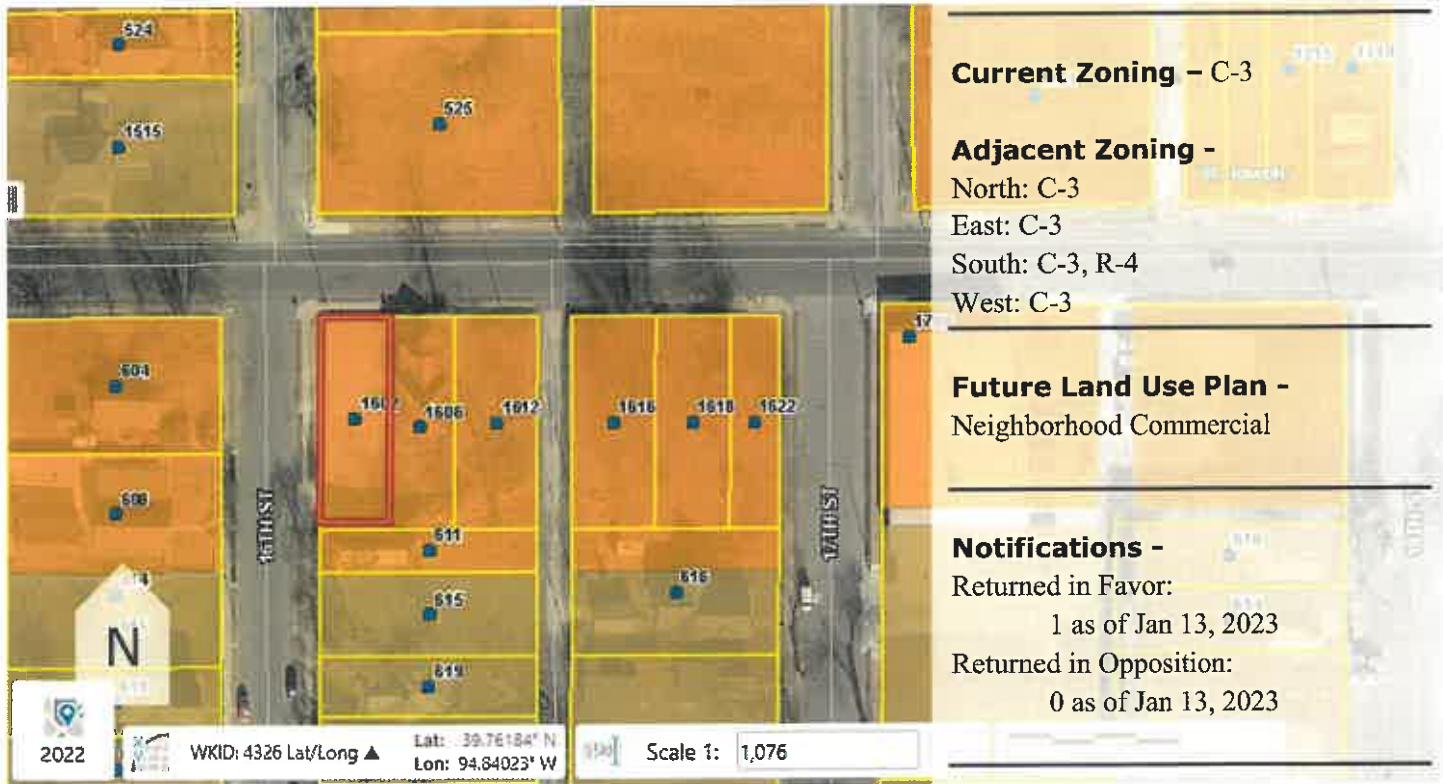 524
1515
525
604
608
1602
1606
1612
1616
1618
1622
611
615
619
616
16TH ST
17TH ST
N
2022
WKID: 4326 Lat/Long ▲
Lat: 39.76184° N
Lon: 94.84023° W
Scale 1: 1,076
Current Zoning – C-3
Adjacent Zoning -
North: C-3
East: C-3
South: C-3, R-4
West: C-3
Future Land Use Plan -
Neighborhood Commercial
Notifications -
Returned in Favor:
1 as of Jan 13, 2023
Returned in Opposition:
0 as of Jan 13, 2023